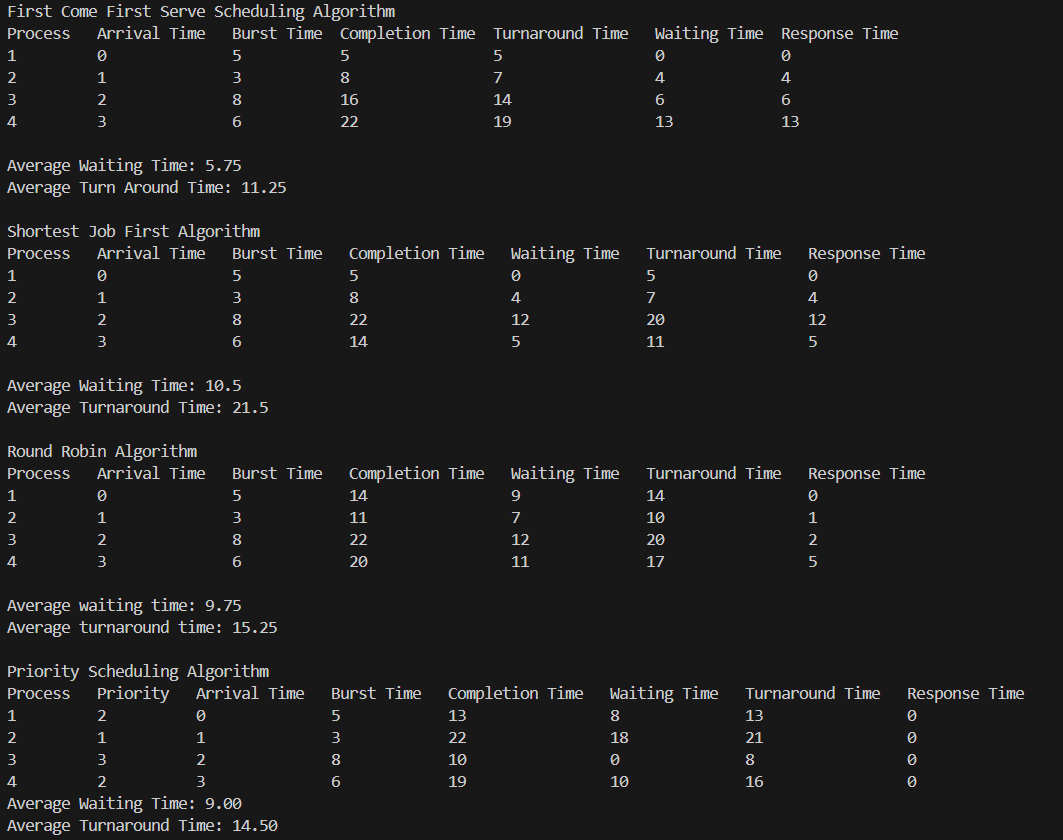 First Come First Serve Scheduling Algorithm
Process Arrival Time Burst Time Completion Time Turnaround Time Waiting Time Response Time
1 0 5 5 5 0 0
2 1 3 8 7 4 4
3 2 8 16 14 6 6
4 3 6 22 19 13 13
Average Waiting Time: 5.75
Average Turn Around Time: 11.25
Shortest Job First Algorithm
Process Arrival Time Burst Time Completion Time Waiting Time Turnaround Time Response Time
1 0 5 5 0 5 0
2 1 3 8 4 7 4
3 2 8 22 12 20 12
4 3 6 14 5 11 5
Average Waiting Time: 10.5
Average Turnaround Time: 21.5
Round Robin Algorithm
Process Arrival Time Burst Time Completion Time Waiting Time Turnaround Time Response Time
1 0 5 14 9 14 0
2 1 3 11 7 10 1
3 2 8 22 12 20 2
4 3 6 20 11 17 5
Average waiting time: 9.75
Average turnaround time: 15.25
Priority Scheduling Algorithm
Process Priority Arrival Time Burst Time Completion Time Waiting Time Turnaround Time Response Time
1 2 0 5 13 8 13 0
2 1 1 3 22 18 21 0
3 3 2 8 10 0 8 0
4 2 3 6 19 10 16 0
Average Waiting Time: 9.00
Average Turnaround Time: 14.50